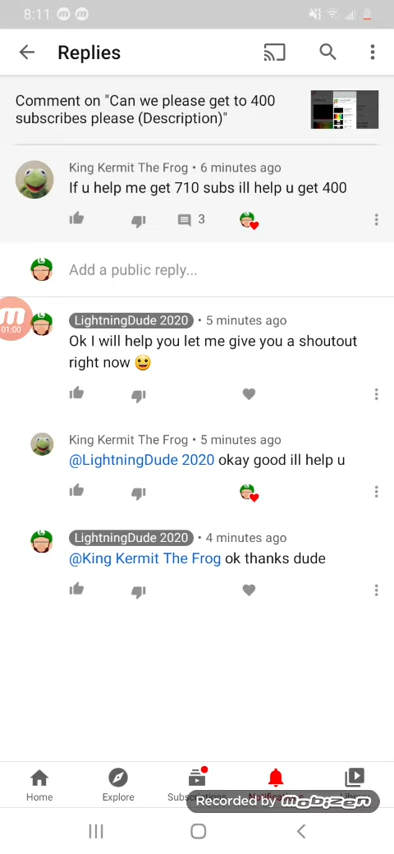 8:11
Replies
Comment on "Can we please get to 400
subscribes please (Description)"
King Kermit The Frog • 6 minutes ago
If u help me get 710 subs ill help u get 400
3
Add a public reply...
01:00
LightningDude 2020 • 5 minutes ago
Ok I will help you let me give you a shoutout
right now 😀
King Kermit The Frog • 5 minutes ago
@LightningDude 2020 okay good ill help u
LightningDude 2020 • 4 minutes ago
@King Kermit The Frog ok thanks dude
Home Explore
Recorded by mobizen